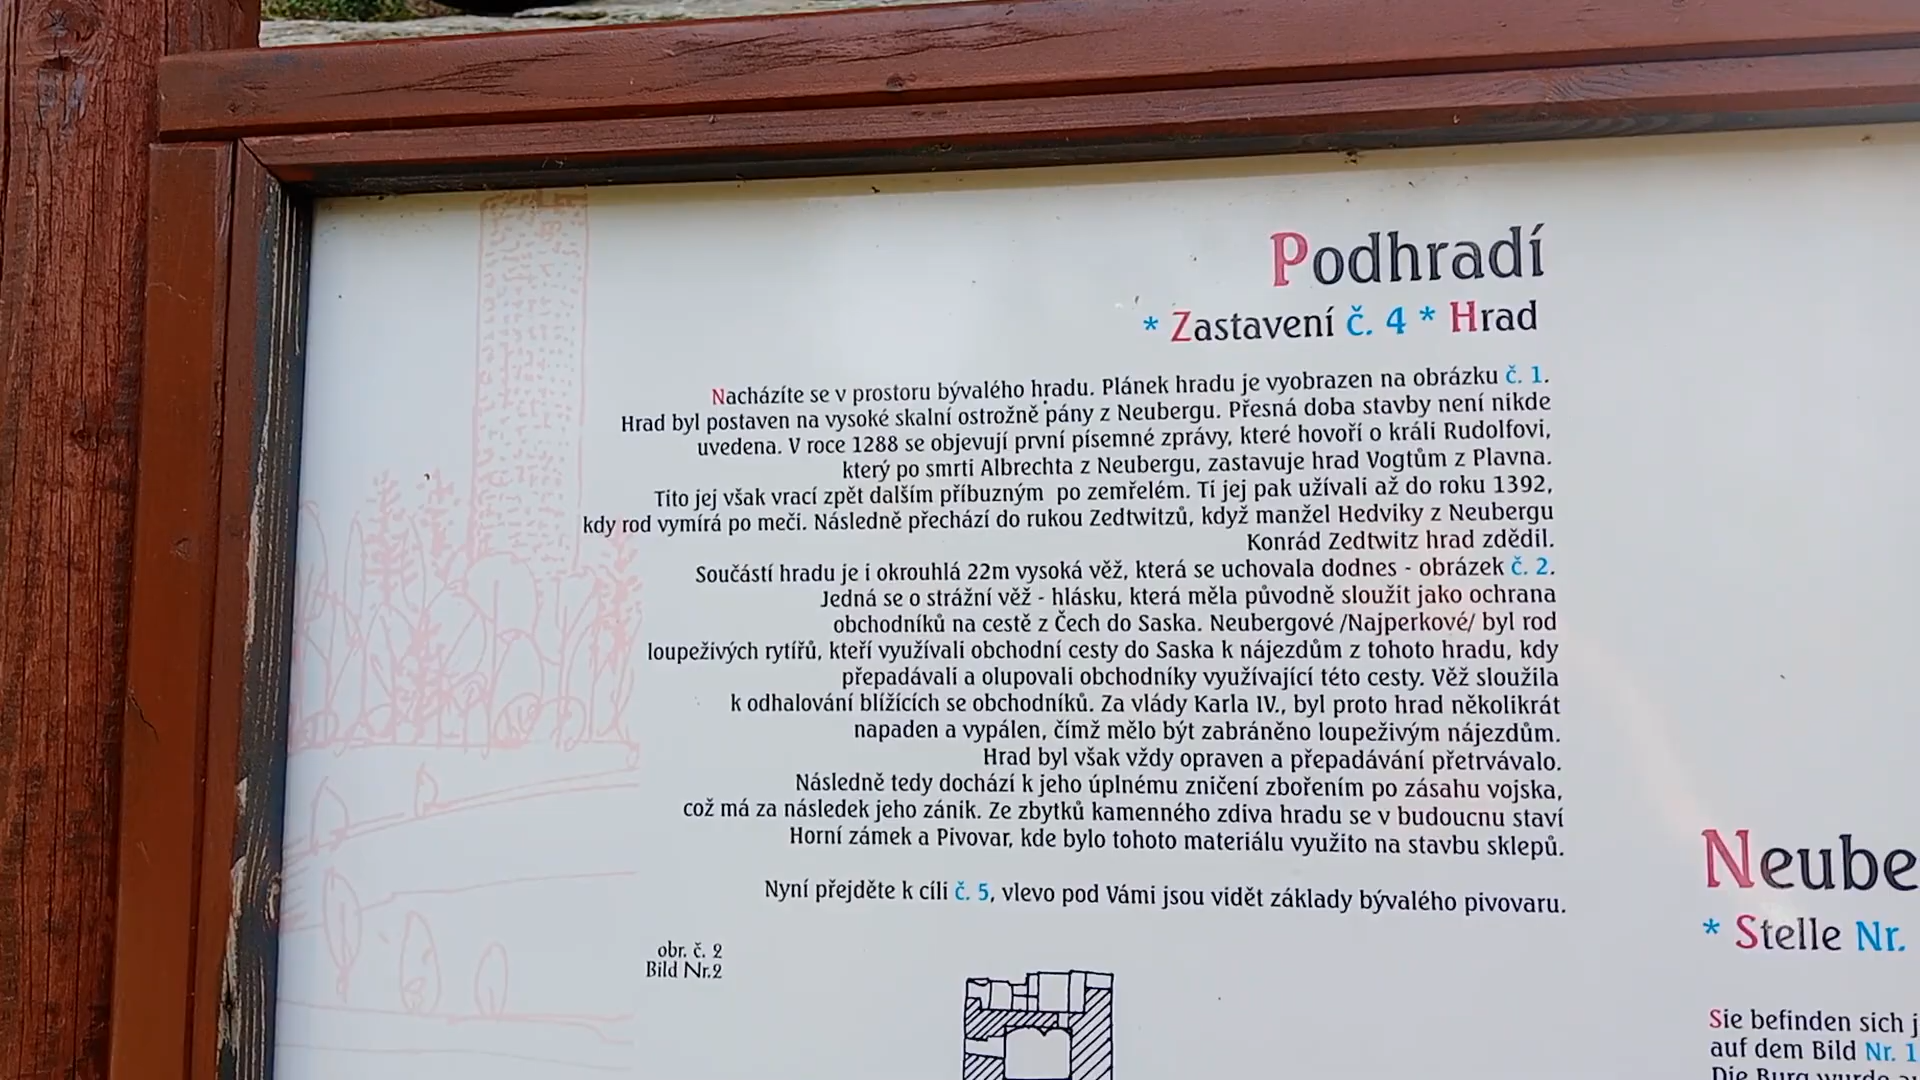 Podhradí
* Zastavení č. 4 * Hrad
Nacházíte se v prostoru bývalého hradu. Plánek hradu je vyobrazen na obrázku č. 1.
Hrad byl postaven na vysoké skalní ostrožně pány z Neubergu. Přesná doba stavby není nikde
uvedena. V roce 1288 se objevují první písemné zprávy, které hovoří o králi Rudolfovi,
který po smrti Albrechta z Neubergu, zastavuje hrad Vogtům z Plavna.
Tito jej však vrací zpět dalším příbuzným po zemřelém. Ti jej pak užívali až do roku 1392,
kdy rod vymírá po meči. Následně přechází do rukou Zedtwitzů, když manžel Hedviky z Neubergu
Konrád Zedtwitz hrad zdědil.
Součástí hradu je i okrouhlá 22m vysoká věž, která se uchovala dodnes - obrázek č. 2.
Jedná se o strážní věž - hlásku, která měla původně sloužit jako ochrana
obchodníků na cestě z Čech do Saska. Neubergové /Najperkové/ byl rod
loupeživých rytířů, kteří využívali obchodní cesty do Saska k nájezdům z tohoto hradu, kdy
přepadávali a olupovali obchodníky využívající této cesty. Věž sloužila
k odhalování blížících se obchodníků. Za vlády Karla IV., byl proto hrad několikrát
napaden a vypálen, čímž mělo být zabráněno loupeživým nájezdům.
Hrad byl však vždy opraven a přepadávání přetrvávalo.
Následně tedy dochází k jeho úplnému zničení zbořením po zásahu vojska,
což má za následek jeho zánik. Ze zbytků kamenného zdiva hradu se v budoucnu staví
Horní zámek a Pivovar, kde bylo tohoto materiálu využito na stavbu sklepů.
Nyní přejděte k cíli č. 5, vlevo pod Vámi jsou vidět základy bývalého pivovaru.
obr. č. 2
Bild Nr.2
Neube
* Stelle Nr.
Sie befinden sich j
auf dem Bild Nr. 1
Die Burg wurde